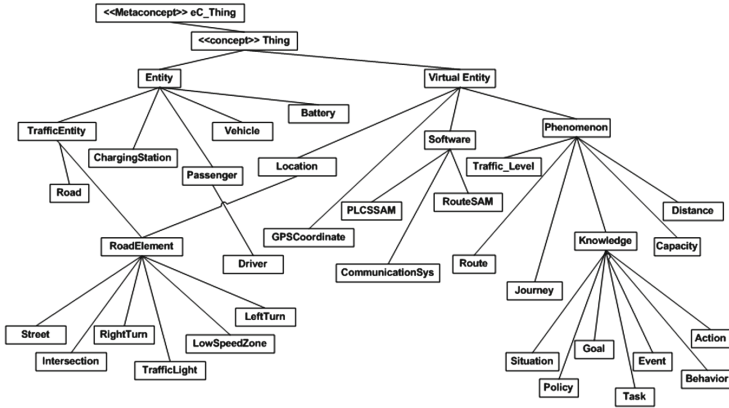 <<Metaconcept>> eC_Thing
<<concept>> Thing
Entity
Virtual Entity
Battery
TrafficEntity
Vehicle
Software
Phenomenon
ChargingStation
Location
Traffic_Level
Passenger
Road
PLCSSAM
RouteSAM
Distance
GPSCoordinate
RoadElement
Knowledge
Capacity
Driver
CommunicationSys
Route
Journey
LeftTurn
Street
RightTurn
LowSpeedZone
Action
Intersection
TrafficLight
Situation
Goal
Event
Behavior
Policy
Task